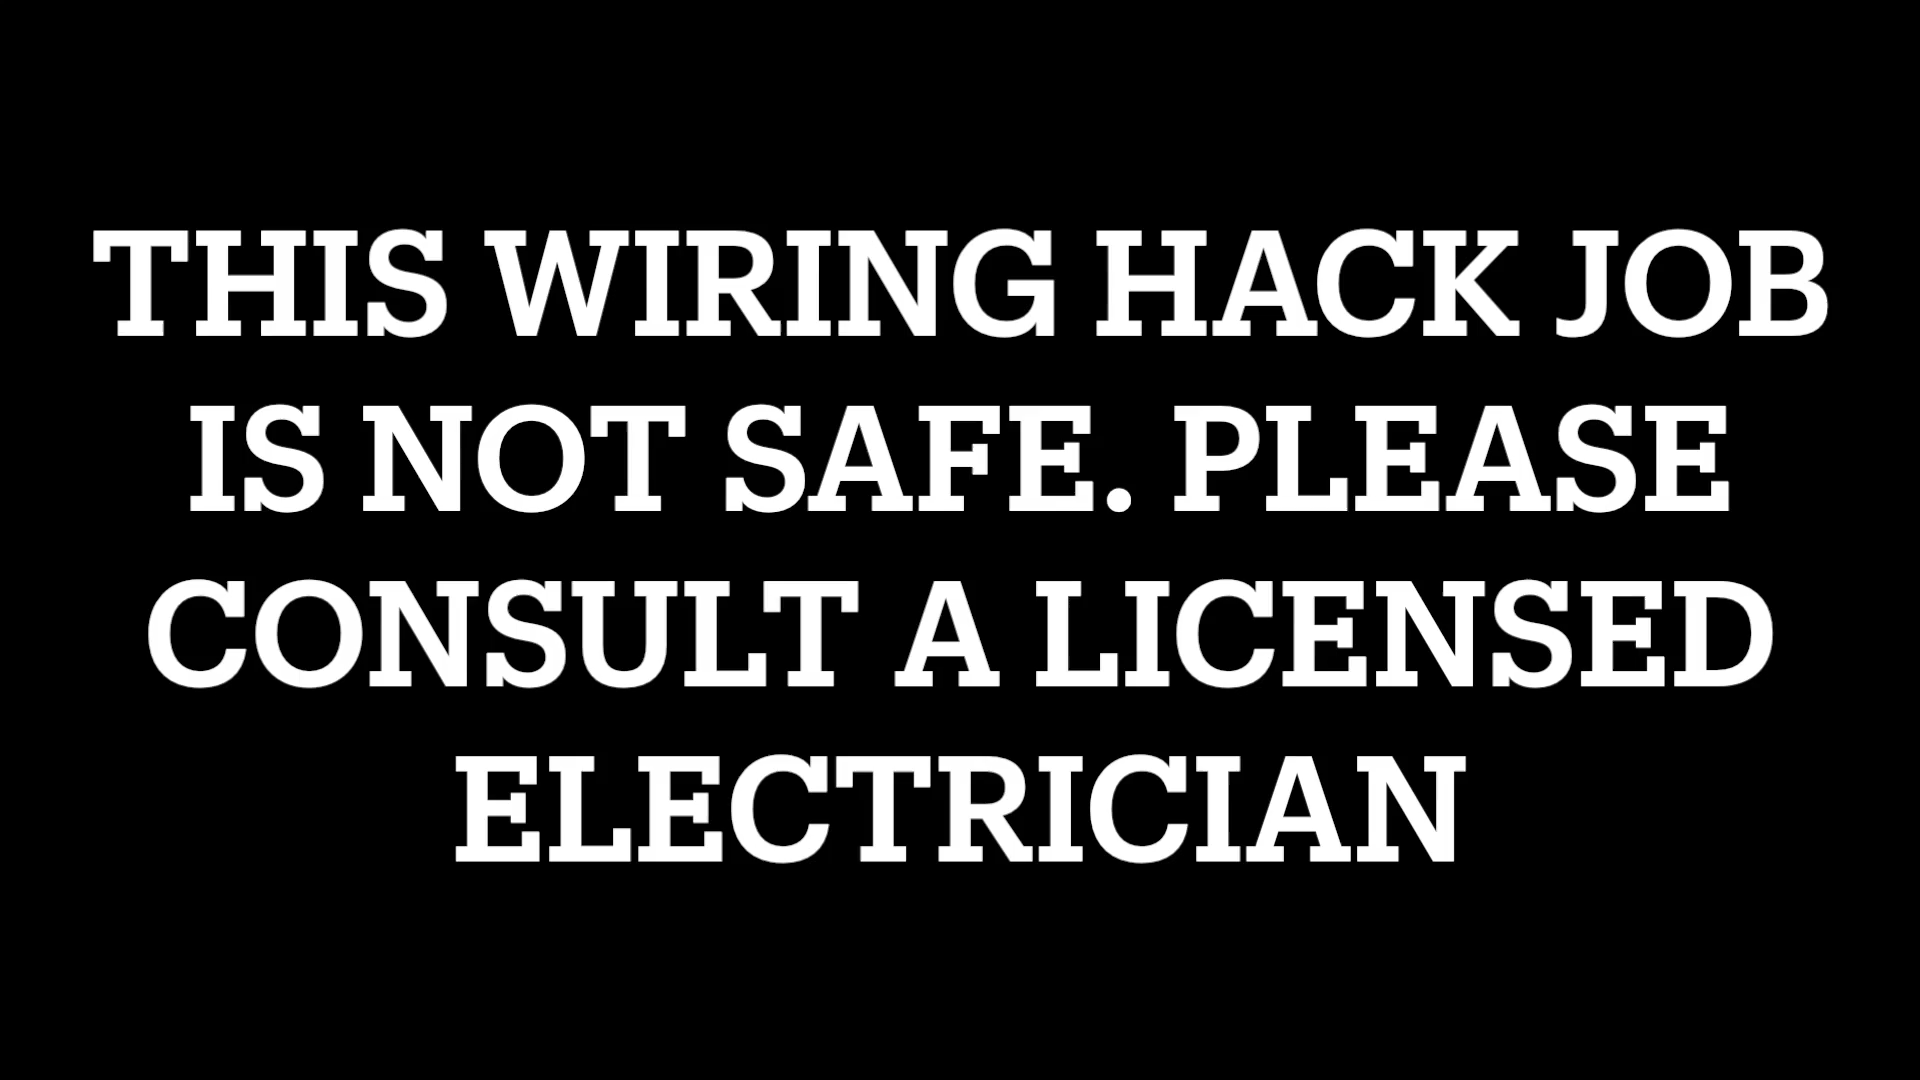 THIS WIRING HACK JOB
IS NOT SAFE. PLEASE
CONSULT A LICENSED
ELECTRICIAN